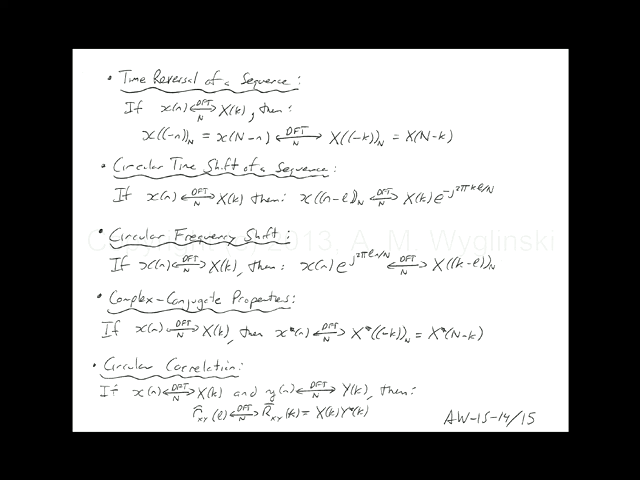 • Time Reversal of a Sequence:
If x(n) ⟷ DFT N X(k), then:
x((-n))_N = x(N-n) ⟷ DFT N X((-k))_N = X(N-k)
• Circular Time Shift of a Sequence:
If x(n) ⟷ DFT N X(k) then: x((n-l))_N ⟷ DFT N X(k)e^{-j2πkl/N}
• Circular Frequency Shift:
If x(n) ⟷ DFT N X(k), then: x(n)e^{j2πln/N} ⟷ DFT N X((k-l))_N
• Complex-Conjugate Properties:
If x(n) ⟷ DFT N X(k), then x*(n) ⟷ DFT N X*((-k))_N = X*(N-k)
• Circular Correlation:
If x(n) ⟷ DFT N X(k) and y(n) ⟷ DFT N Y(k), then:
r̃_xy(l) ⟷ DFT N R̃_xy(k) = X(k)Y*(k)
AW-15-14/15
2013. A. M. Wyglinski